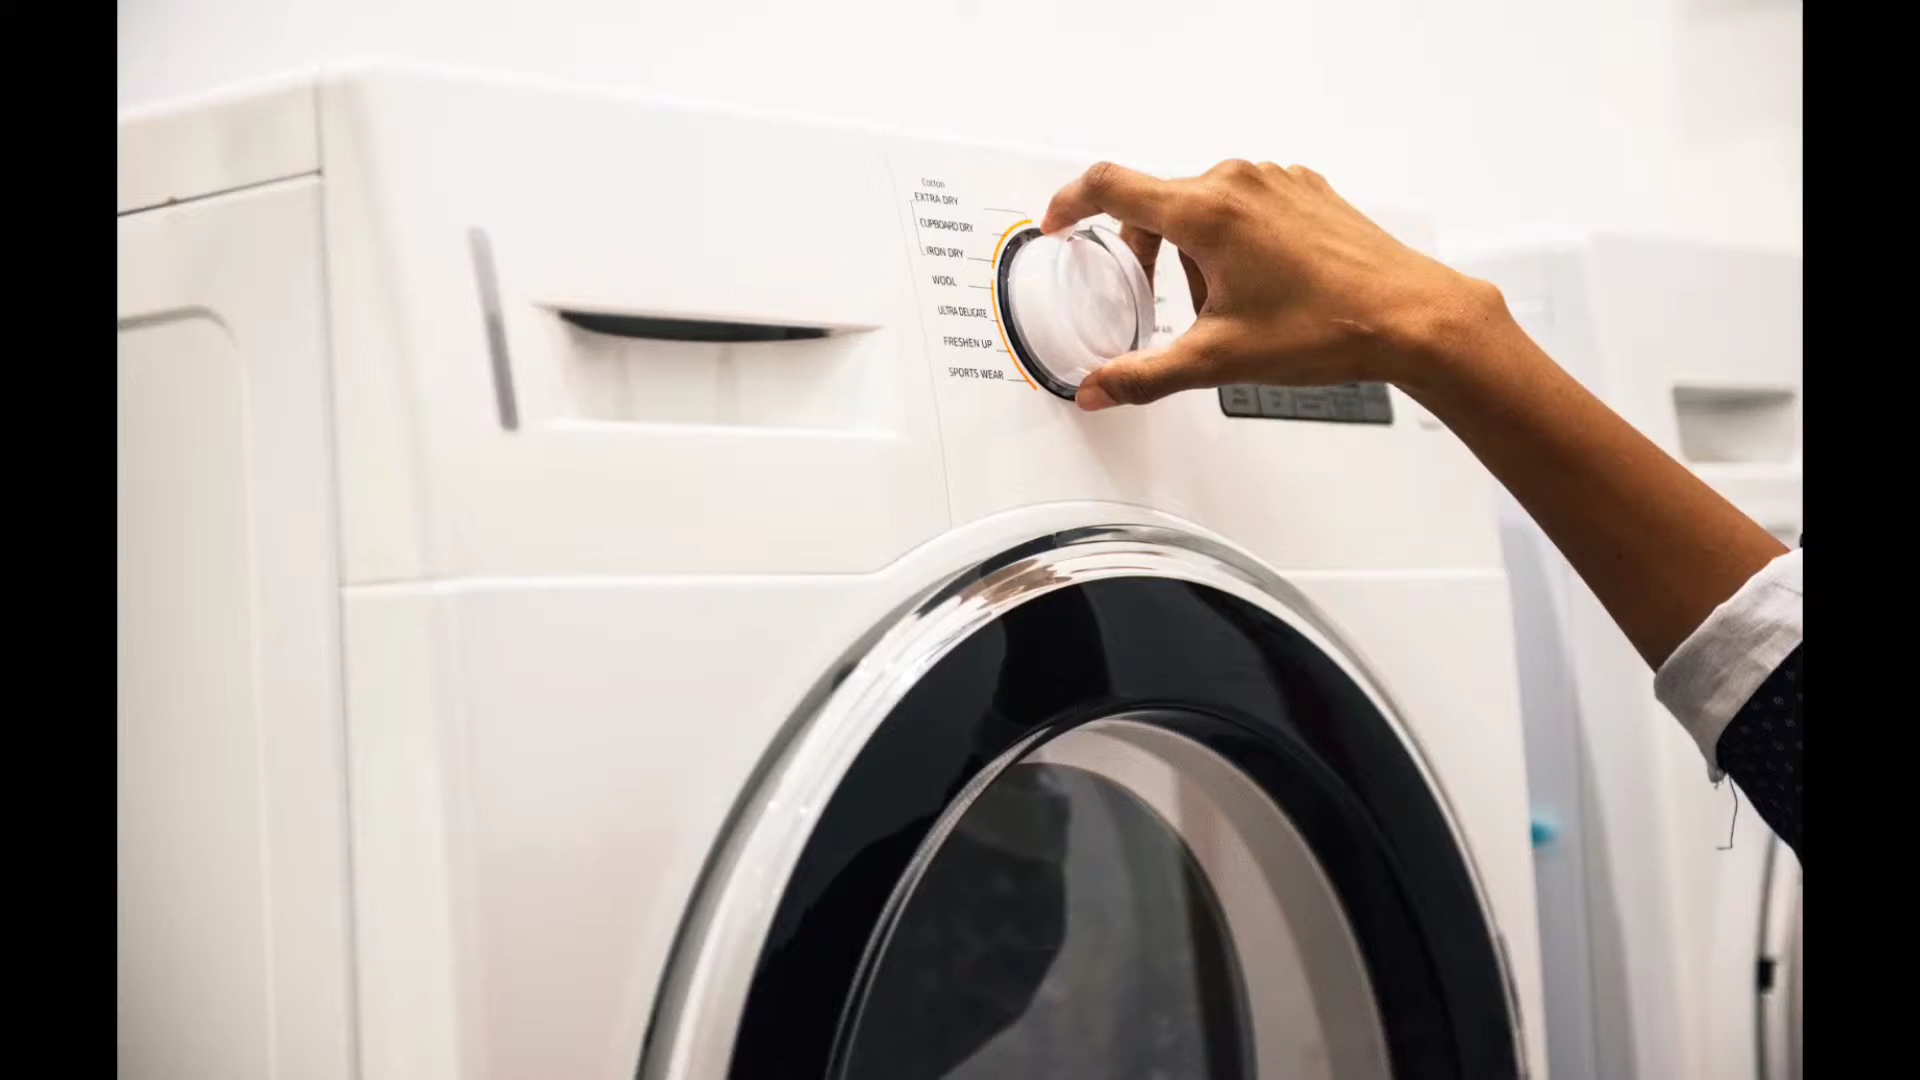 Cotton
EXTRA DRY
CUPBOARD DRY
IRON DRY
WOOL
ULTRA DELICATE
FRESHEN UP
SPORTS WEAR